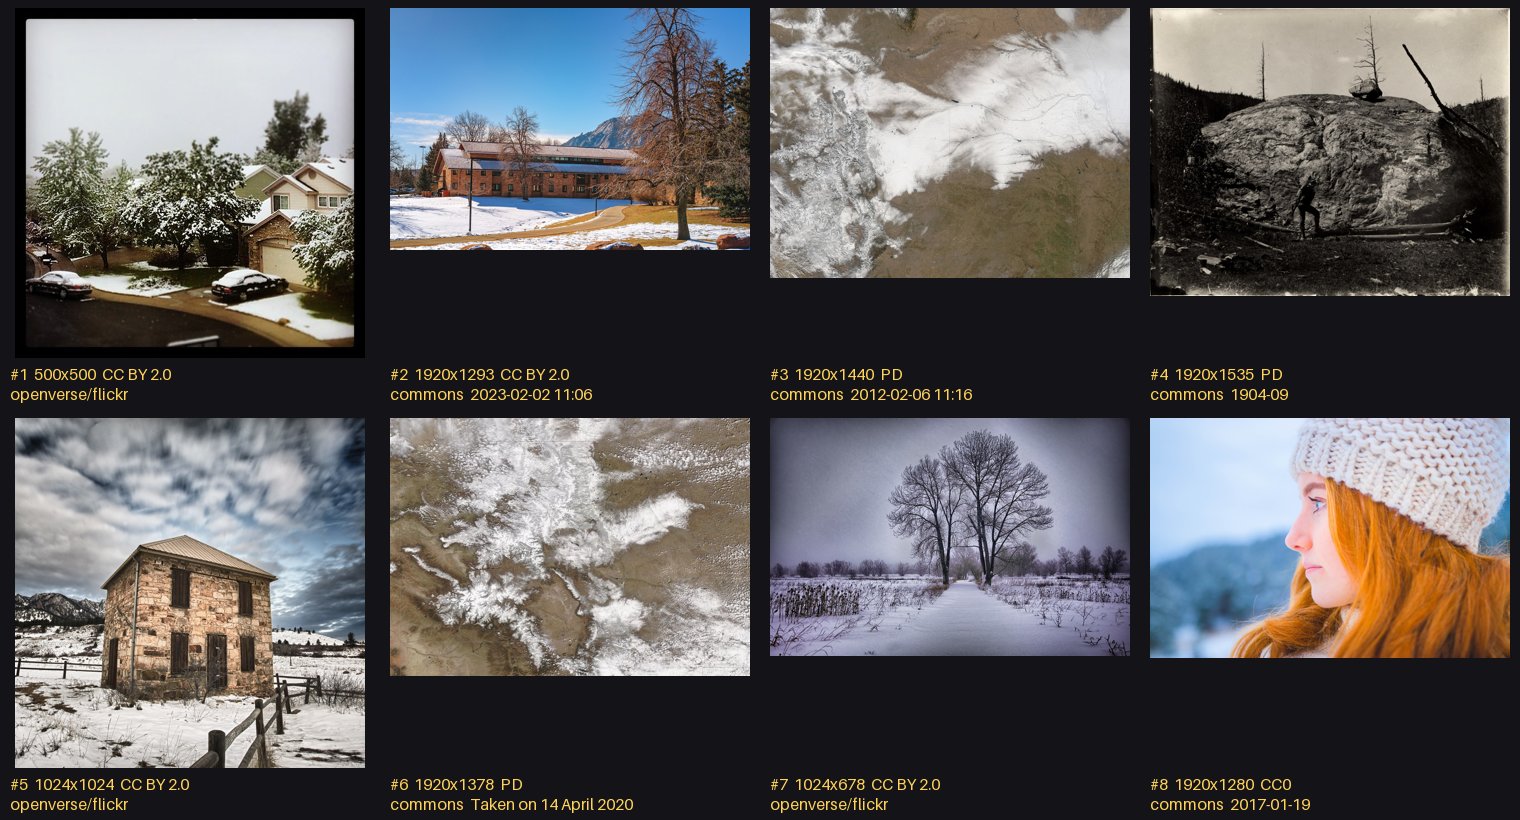 #1 500x500 CC BY 2.0
openverse/flickr
#2 1920x1293 CC BY 2.0
commons 2023-02-02 11:06
#3 1920x1440 PD
commons 2012-02-06 11:16
#4 1920x1535 PD
commons 1904-09
#5 1024x1024 CC BY 2.0
openverse/flickr
#6 1920x1378 PD
commons Taken on 14 April 2020
#7 1024x678 CC BY 2.0
openverse/flickr
#8 1920x1280 CC0
commons 2017-01-19